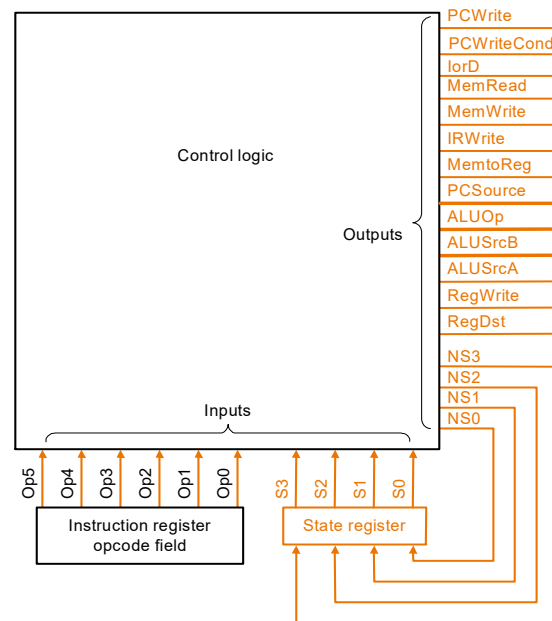 PCWrite
PCWriteCond
IorD
MemRead
MemWrite
IRWrite
MemtoReg
PCSource
ALUOp
ALUSrcB
ALUSrcA
RegWrite
RegDst
NS3
NS2
NS1
NS0
Control logic
Outputs
Inputs
Op5
Op4
Op3
Op2
Op1
Op0
S3
S2
S1
S0
Instruction register
opcode field
State register